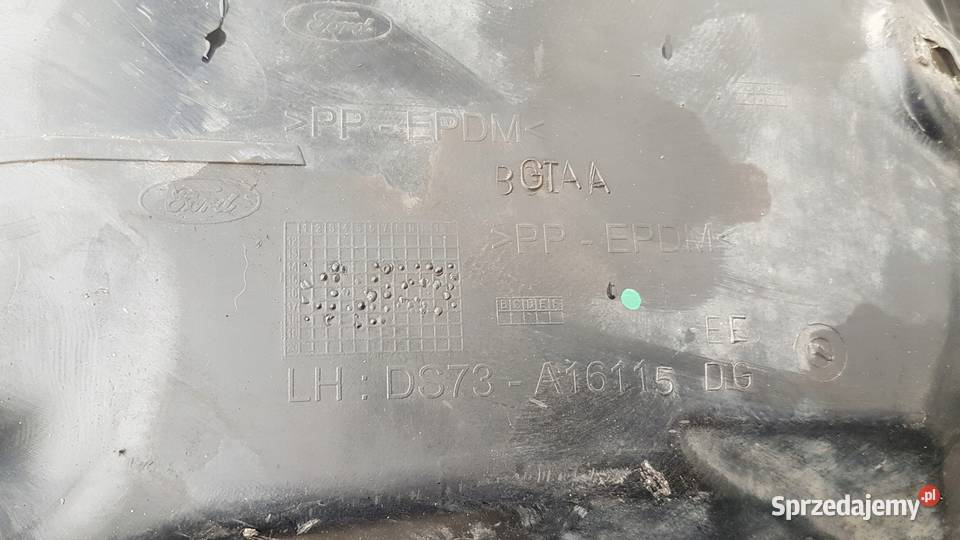 Ford
>PP - EPDM<
BGTAA
Ford
>PP - EPDM<
EE
LH : DS73 - A16115 DG
Sprzedajemy.pl